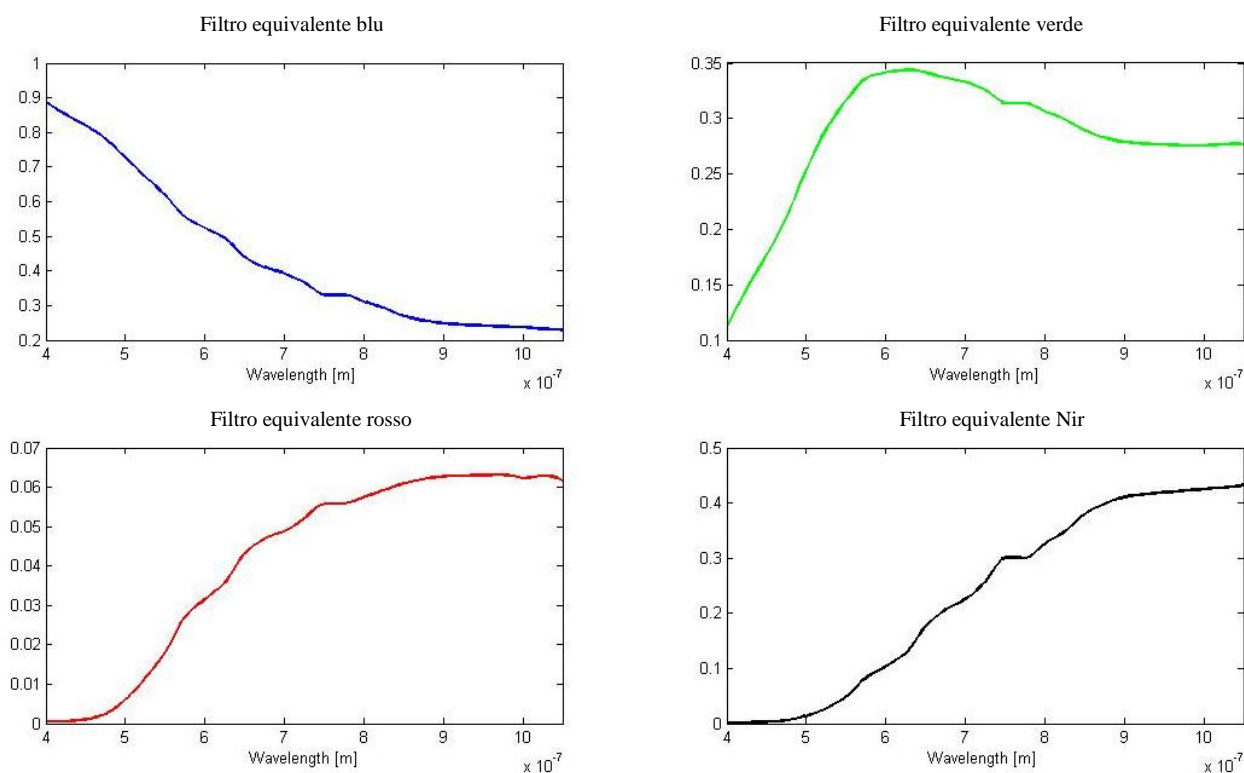 Filtro equivalente blu
1
0.9
0.8
0.7
0.6
0.5
0.4
0.3
0.2
4 5 6 7 8 9 10
Wavelength [m]
x 10⁻⁷
Filtro equivalente verde
0.35
0.3
0.25
0.2
0.15
0.1
4 5 6 7 8 9 10
Wavelength [m]
x 10⁻⁷
Filtro equivalente rosso
0.07
0.06
0.05
0.04
0.03
0.02
0.01
0
4 5 6 7 8 9 10
Wavelength [m]
x 10⁻⁷
Filtro equivalente Nir
0.5
0.4
0.3
0.2
0.1
0
4 5 6 7 8 9 10
Wavelength [m]
x 10⁻⁷